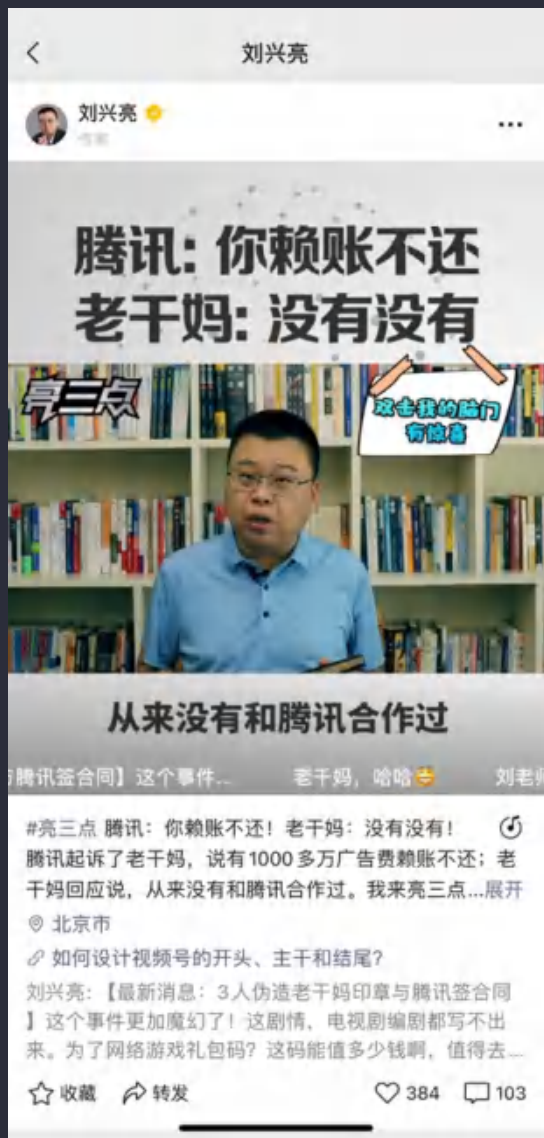 刘兴亮
刘兴亮
腾讯: 你赖账不还
老干妈: 没有没有
亮三点
双击我的脑门
有惊喜
从来没有和腾讯合作过
腾讯签合同】这个事件... 老干妈，哈哈🤣 刘老师
#亮三点 腾讯：你赖账不还！老干妈：没有没有！
腾讯起诉了老干妈，说有1000多万广告费赖账不还；老
干妈回应说，从来没有和腾讯合作过。我来亮三点...展开
北京市
如何设计视频号的开头、主干和结尾？
刘兴亮:【最新消息：3人伪造老干妈印章与腾讯签合同
】这个事件更加魔幻了！这剧情，电视剧编剧都写不出
来。为了网络游戏礼包码？这码能值多少钱啊，值得去...
收藏 转发 384 103